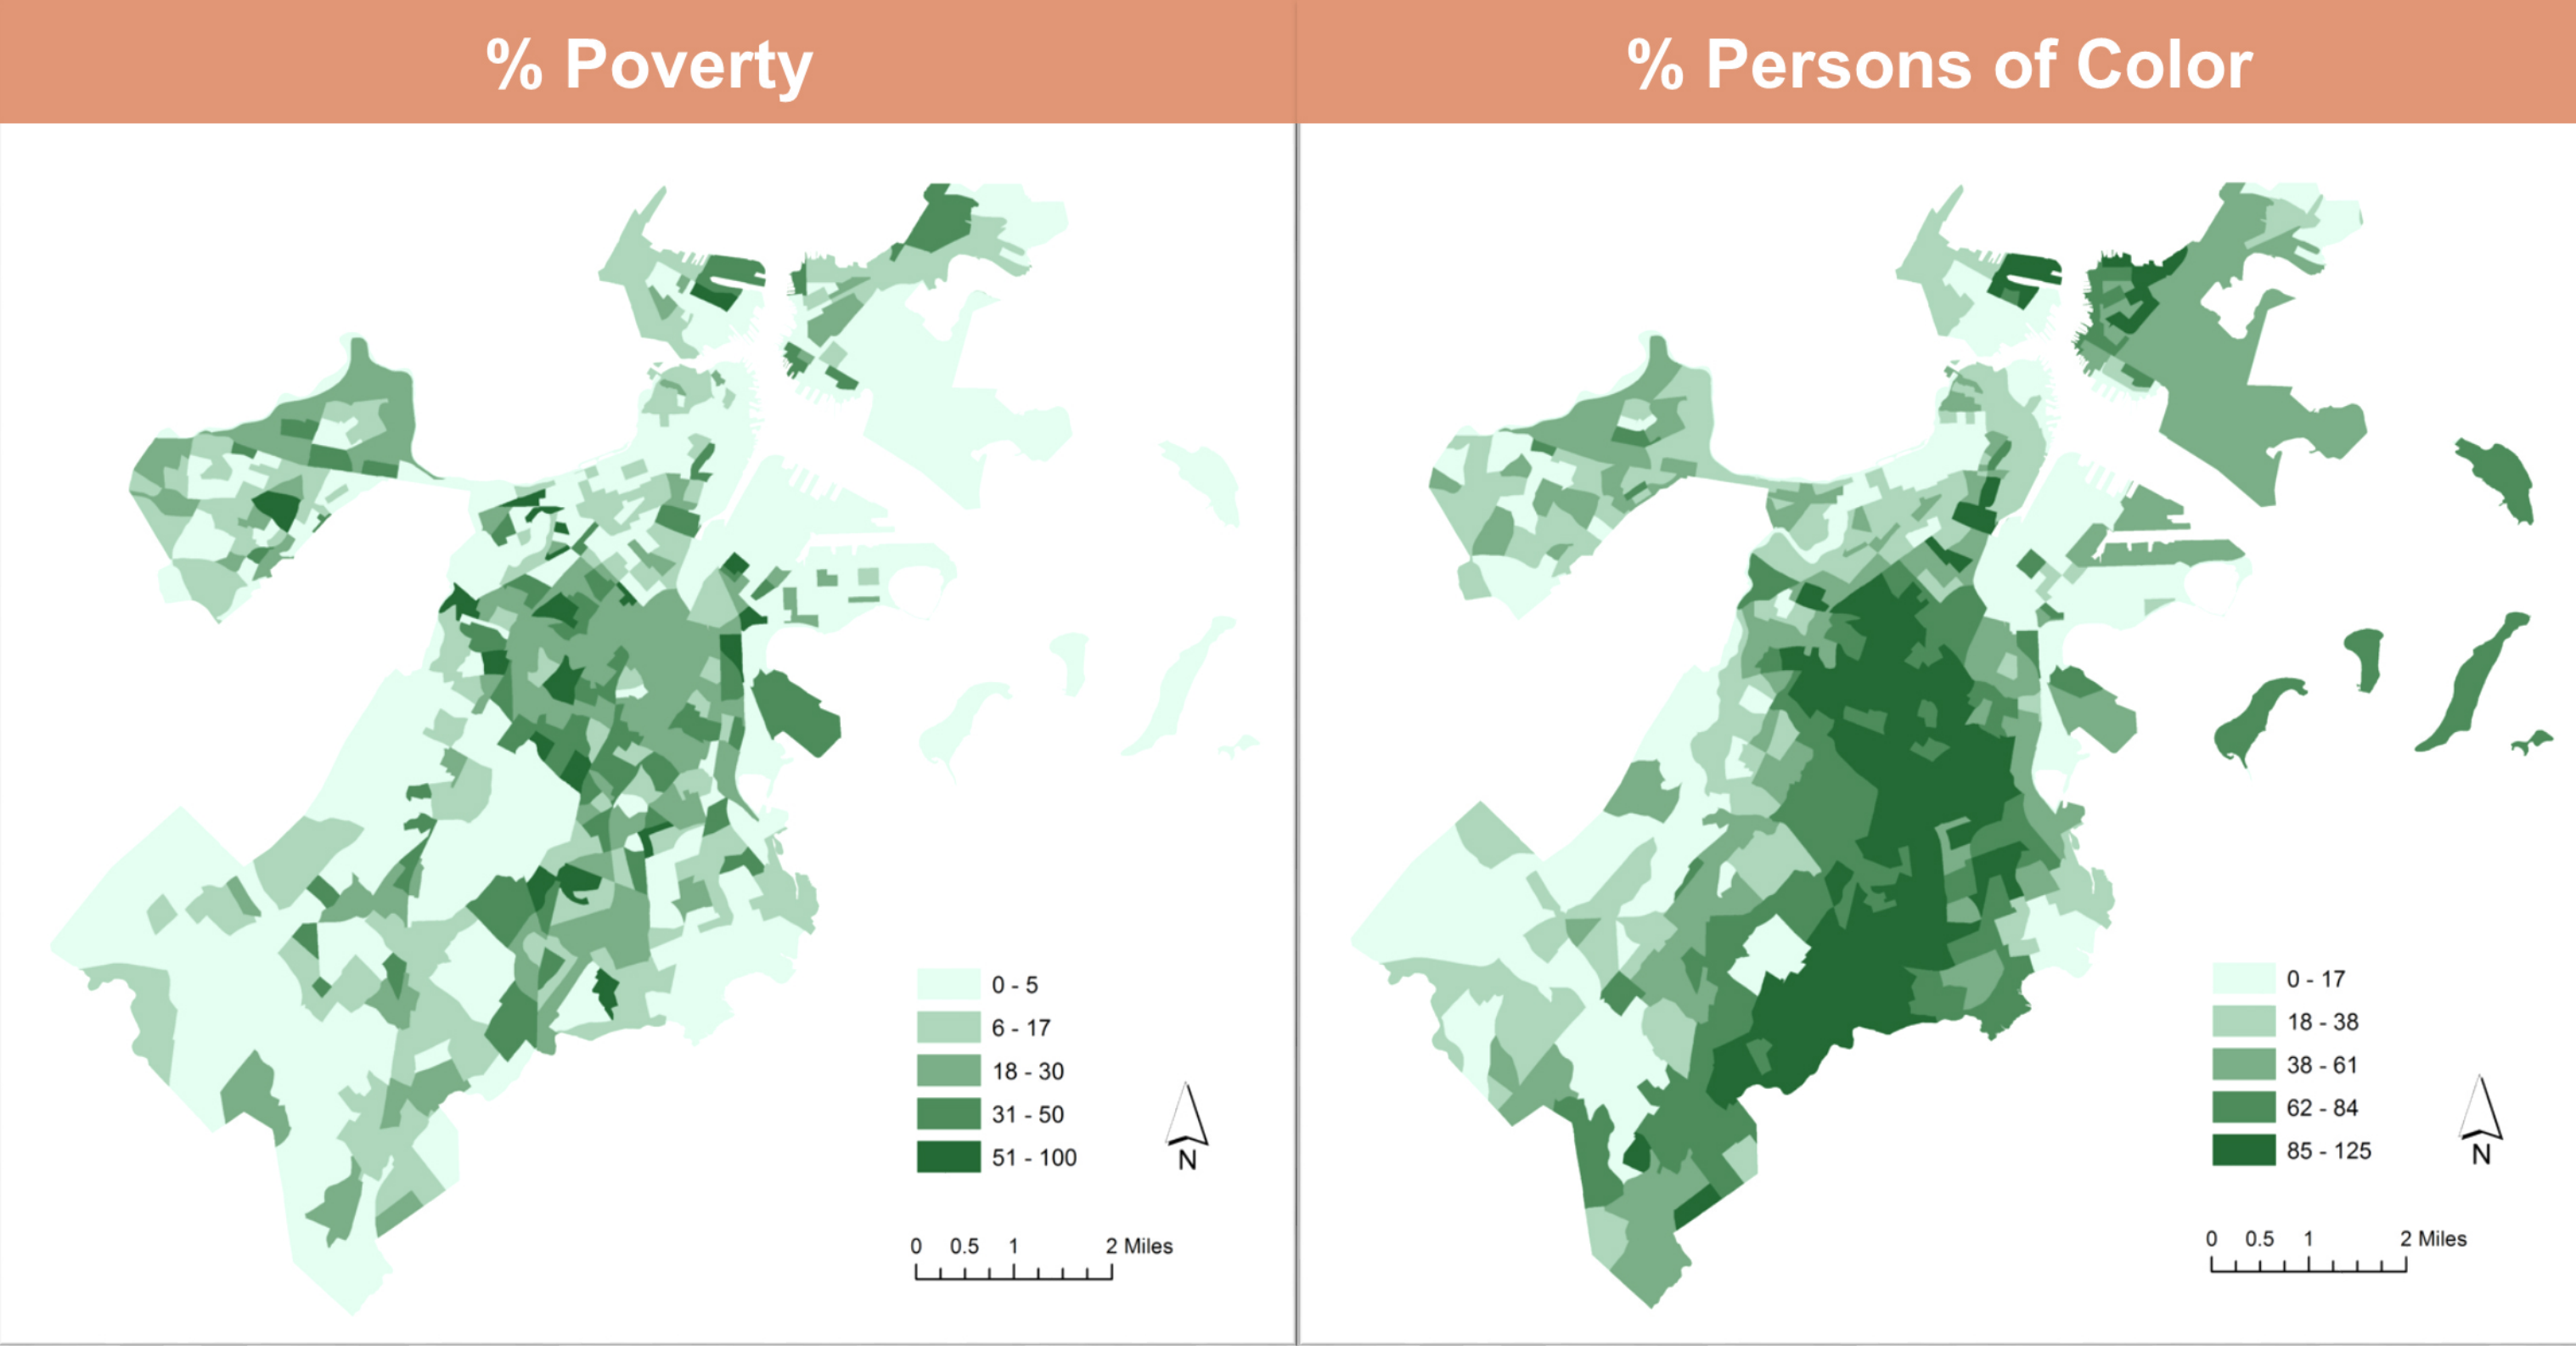 % Poverty
% Persons of Color
0 - 5
6 - 17
18 - 30
31 - 50
51 - 100
N
0 0.5 1 2 Miles
0 - 17
18 - 38
38 - 61
62 - 84
85 - 125
N
0 0.5 1 2 Miles